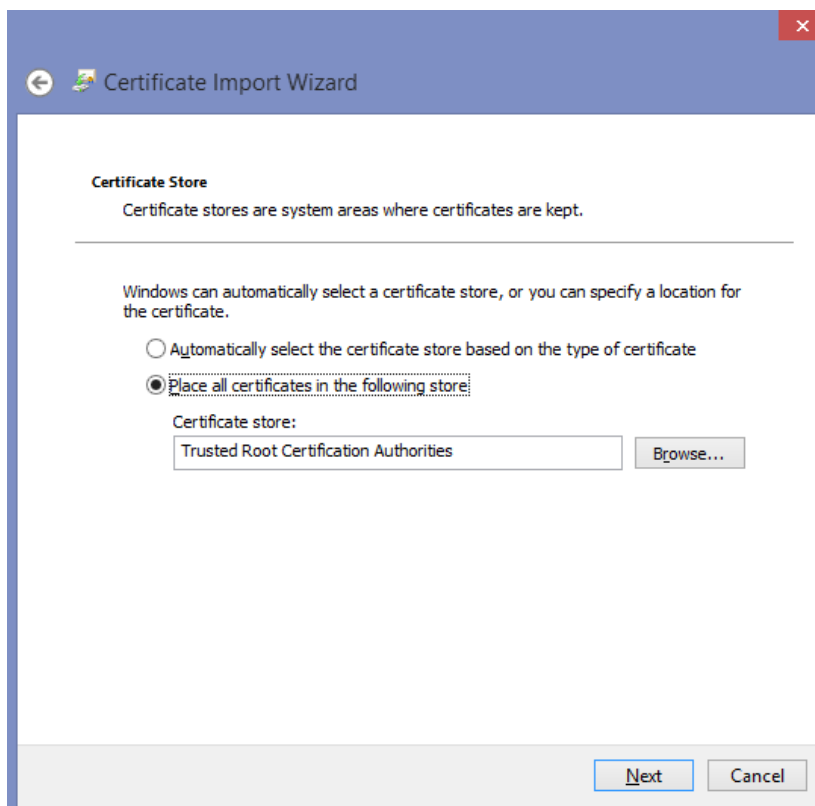 Certificate Import Wizard
Certificate Store
Certificate stores are system areas where certificates are kept.
Windows can automatically select a certificate store, or you can specify a location for
the certificate.
Automatically select the certificate store based on the type of certificate
Place all certificates in the following store
Certificate store:
Trusted Root Certification Authorities
Browse...
Next
Cancel